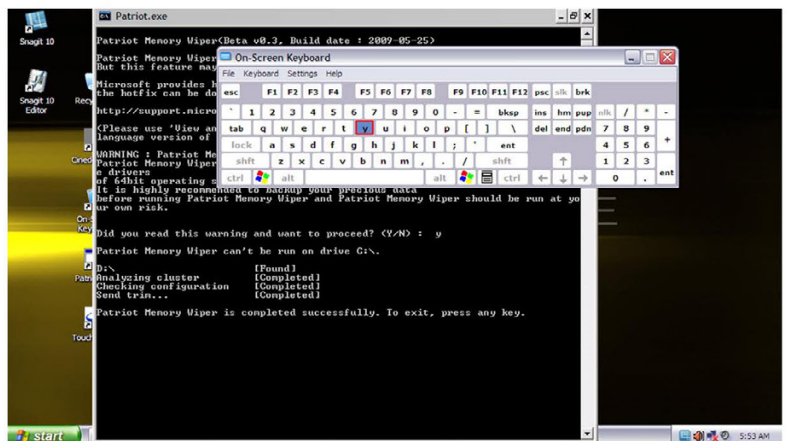 Patriot.exe
Snagit 10
Snagit 10
Editor
Recy
Cined
On-S
Key
Patri
Touch
Patriot Memory Wiper(Beta v0.3, Build date : 2009-05-25)
Patriot Memory Wiper
But this feature may
Microsoft provides h
the hotfix can be do
http://support.micro
(Please use 'View an
language version of
WARNING : Patriot Me
Patriot Memory Wiper
e drivers
of 64bit operating s
It is highly recommended to backup your precious data
before running Patriot Memory Wiper and Patriot Memory Wiper should be run at yo
ur own risk.
Did you read this warning and want to proceed? (Y/N) : y
Patriot Memory Wiper can't be run on drive C:\.
D:\ [Found]
Analyzing cluster [Completed]
Checking configuration [Completed]
Send trim... [Completed]
Patriot Memory Wiper is completed successfully. To exit, press any key.
On-Screen Keyboard
File Keyboard Settings Help
esc F1 F2 F3 F4 F5 F6 F7 F8 F9 F10 F11 F12 psc slk brk
` 1 2 3 4 5 6 7 8 9 0 - = bksp ins hm pup nlk / * -
tab q w e r t y u i o p [ ] \ del end pdn 7 8 9 +
lock a s d f g h j k l ; ' ent 4 5 6
shft z x c v b n m , . / shft ↑ 1 2 3 ent
ctrl alt alt ctrl ← ↓ → 0 .
start
5:53 AM